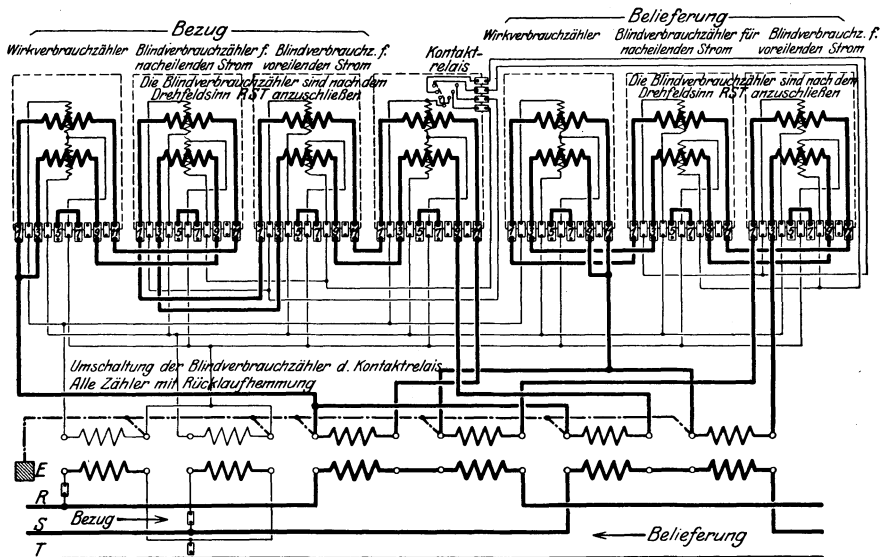 Bezug
Belieferung
Wirkverbrauchzähler
Blindverbrauchzähler f. nacheilenden Strom
Blindverbrauchz. f. voreilenden Strom
Kontakt-
relais
Wirkverbrauchzähler
Blindverbrauchzähler für nacheilenden Strom
Blindverbrauchz. f. voreilenden Strom
Die Blindverbrauchzähler sind nach dem
Drehfeldsinn RST anzuschließen
Die Blindverbrauchzähler sind nach dem
Drehfeldsinn RST anzuschließen
Umschaltung der Blindverbrauchzähler d. Kontaktrelais
Alle Zähler mit Rücklaufhemmung
E
R
Bezug
S
Belieferung
T